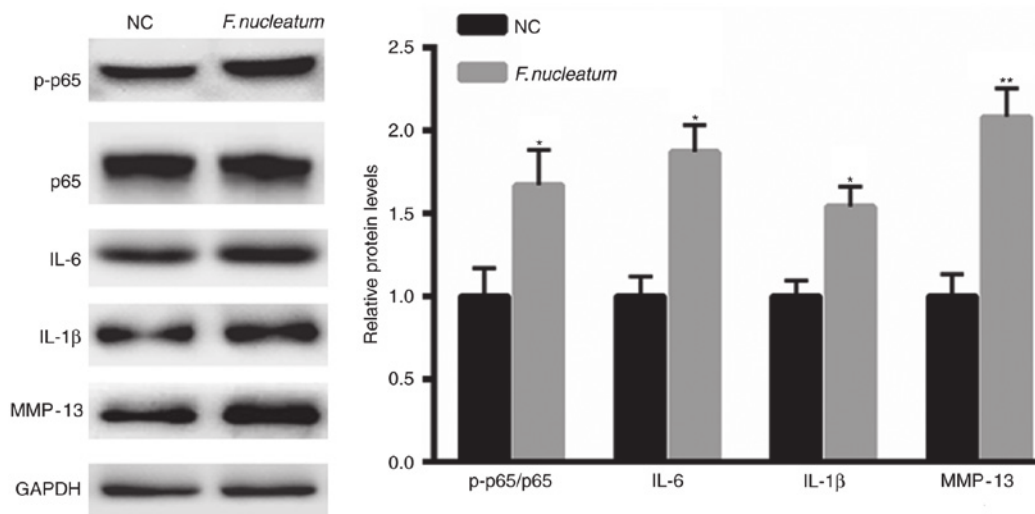 NC F.nucleatum
p-p65
p65
IL-6
IL-1β
MMP-13
GAPDH
NC
F.nucleatum
Relative protein levels
2.5
2.0
1.5
1.0
0.5
0.0
* * * **
p-p65/p65 IL-6 IL-1β MMP-13